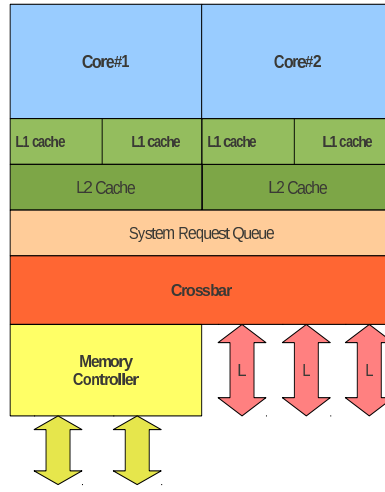 Core#1 Core#2
L1 cache L1 cache L1 cache L1 cache
L2 Cache L2 Cache
System Request Queue
Crossbar
Memory
Controller
L L L